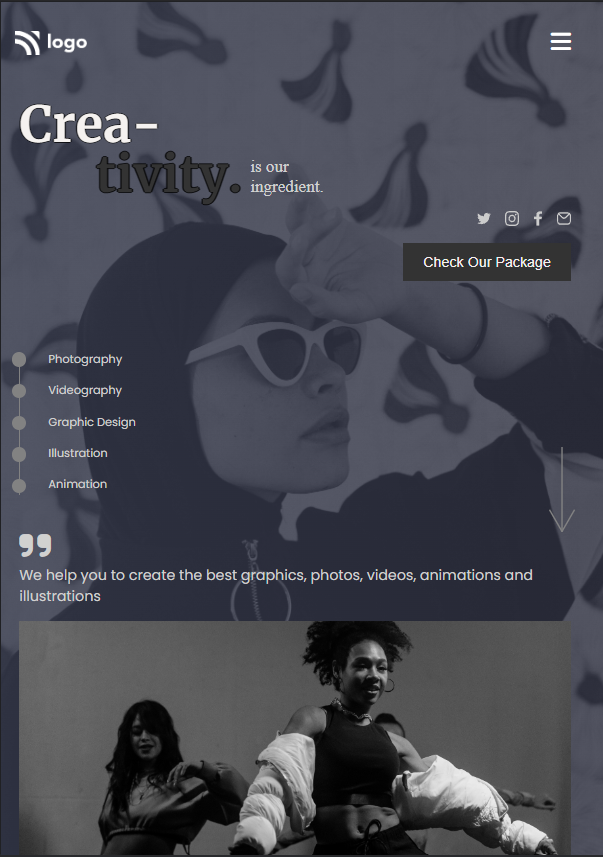 logo
Crea-
tivity.
is our
ingredient.
Check Our Package
Photography
Videography
Graphic Design
Illustration
Animation
We help you to create the best graphics, photos, videos, animations and
illustrations